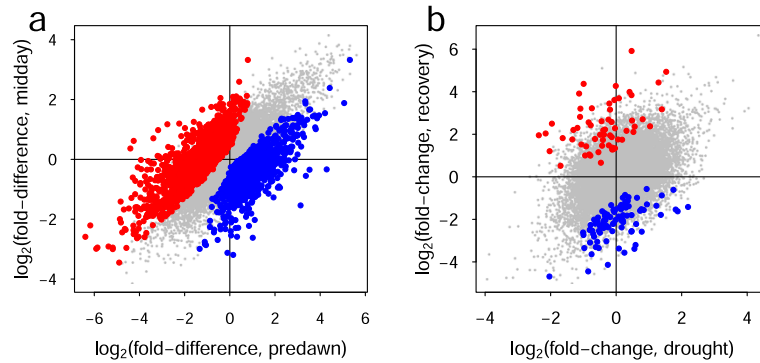 a
log2(fold−difference, midday)
4
2
0
−2
−4
−6 −4 −2 0 2 4 6
log2(fold−difference, predawn)
b
log2(fold−change, recovery)
6
4
2
0
−2
−4
−4 −2 0 2 4
log2(fold−change, drought)